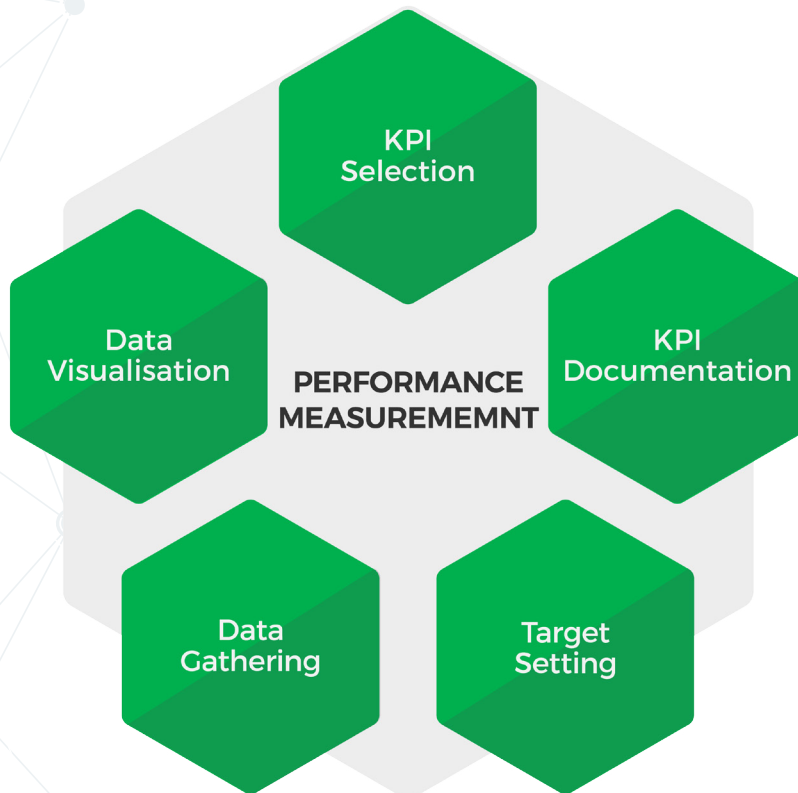 KPI
Selection
KPI
Documentation
Target
Setting
Data
Gathering
Data
Visualisation
PERFORMANCE
MEASUREMEMNT